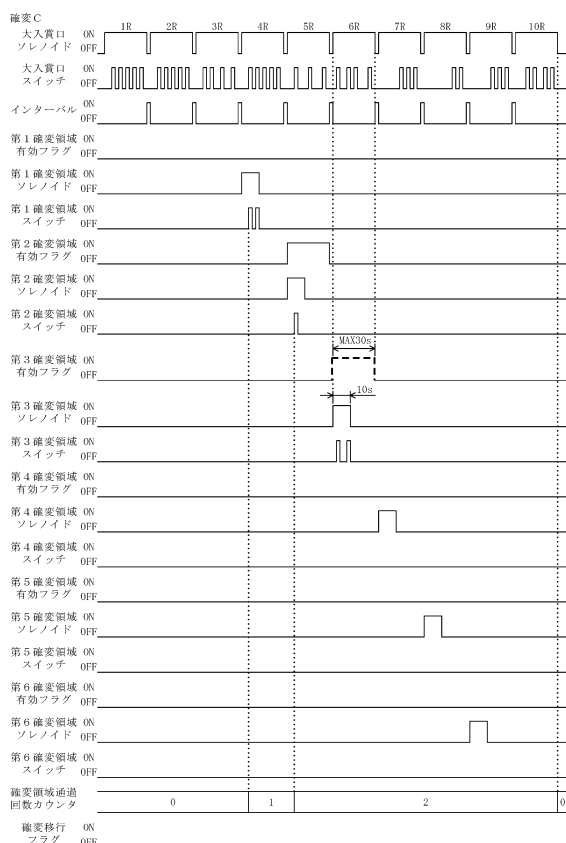 確変C
1R 2R 3R 4R 5R 6R 7R 8R 9R 10R
大入賞口 ON
ソレノイド OFF
大入賞口 ON
スイッチ OFF
インターバル ON
OFF
第1確変領域 ON
有効フラグ OFF
第1確変領域 ON
ソレノイド OFF
第1確変領域 ON
スイッチ OFF
第2確変領域 ON
有効フラグ OFF
第2確変領域 ON
ソレノイド OFF
第2確変領域 ON
スイッチ OFF
MAX30s
第3確変領域 ON
有効フラグ OFF
10s
第3確変領域 ON
ソレノイド OFF
第3確変領域 ON
スイッチ OFF
第4確変領域 ON
有効フラグ OFF
第4確変領域 ON
ソレノイド OFF
第4確変領域 ON
スイッチ OFF
第5確変領域 ON
有効フラグ OFF
第5確変領域 ON
ソレノイド OFF
第5確変領域 ON
スイッチ OFF
第6確変領域 ON
有効フラグ OFF
第6確変領域 ON
ソレノイド OFF
第6確変領域 ON
スイッチ OFF
確変領域通過
回数カウンタ 0 1 2 0
確変移行 ON
フラグ OFF